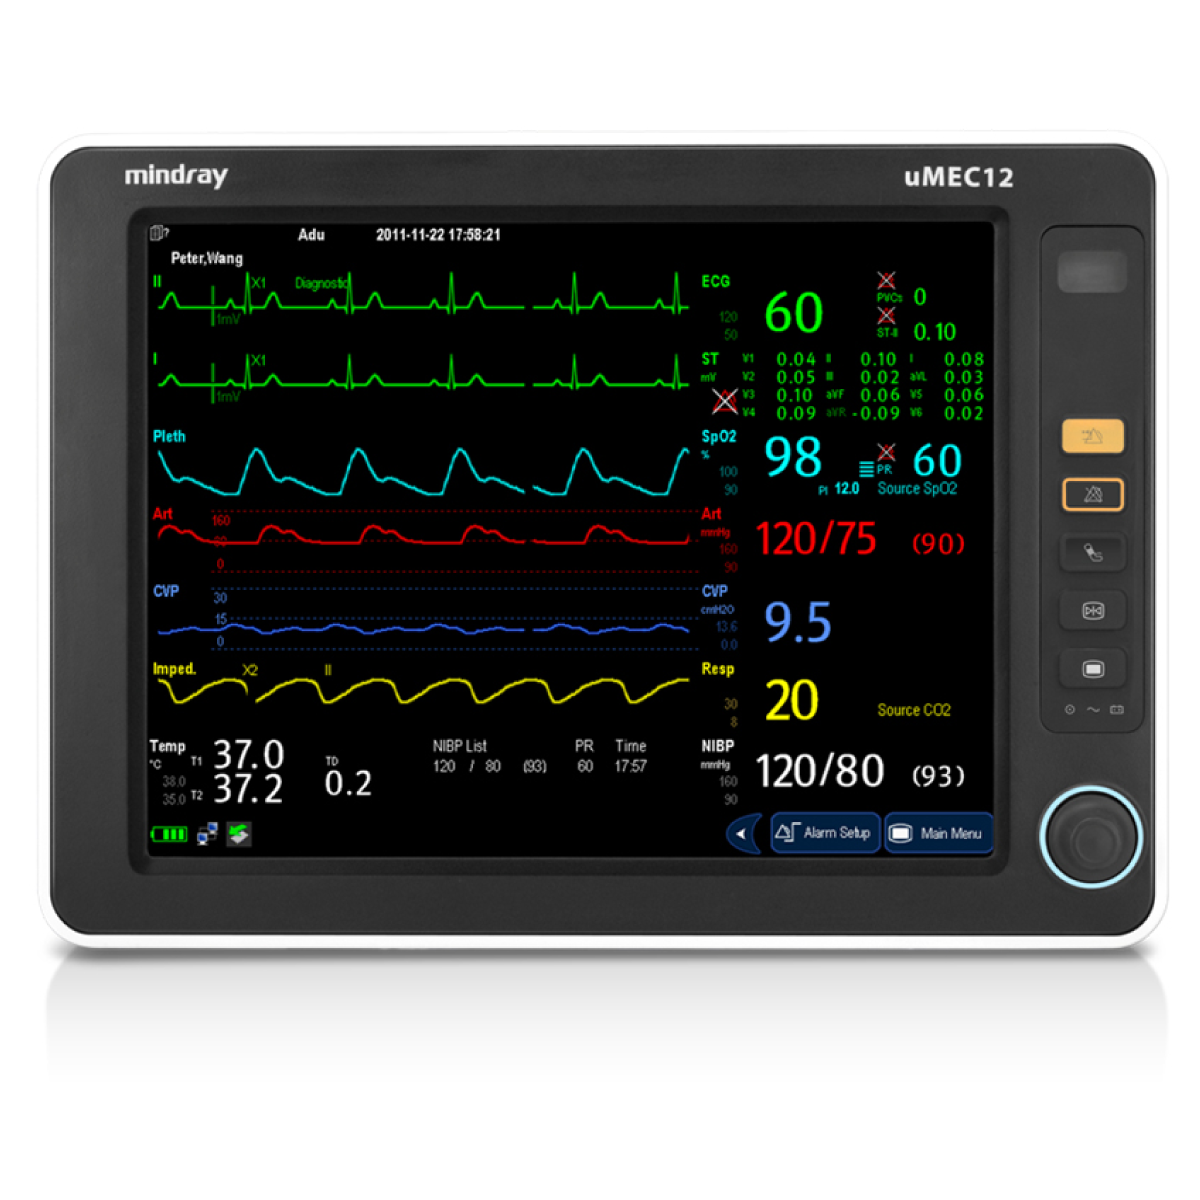 mindray
uMEC12
?
Adu 2011-11-22 17:58:21
Peter,Wang
II X1 Diagnostic
1mV
ECG 60
120
50
PVCs 0
ST-II 0.10
I X1
1mV
ST V1 0.04 II 0.10 I 0.08
mV V2 0.05 III 0.02 aVL 0.03
V3 0.10 aVF 0.06 V5 0.06
V4 0.09 aVR -0.09 V6 0.02
Pleth
SpO2 98 PR 60
%
100
90
PI 12.0 Source SpO2
Art 160
80
0
Art 120/75 (90)
mmHg
160
90
CVP 30
15
0
CVP 9.5
cmH2O
13.6
0.0
Imped. X2 II
Resp 20
30
8
Source CO2
Temp T1 37.0
°C
38.0
35.0 T2 37.2
TD
0.2
NIBP List PR Time
120 / 80 (93) 60 17:57
NIBP 120/80 (93)
mmHg
160
90
Alarm Setup
Main Menu